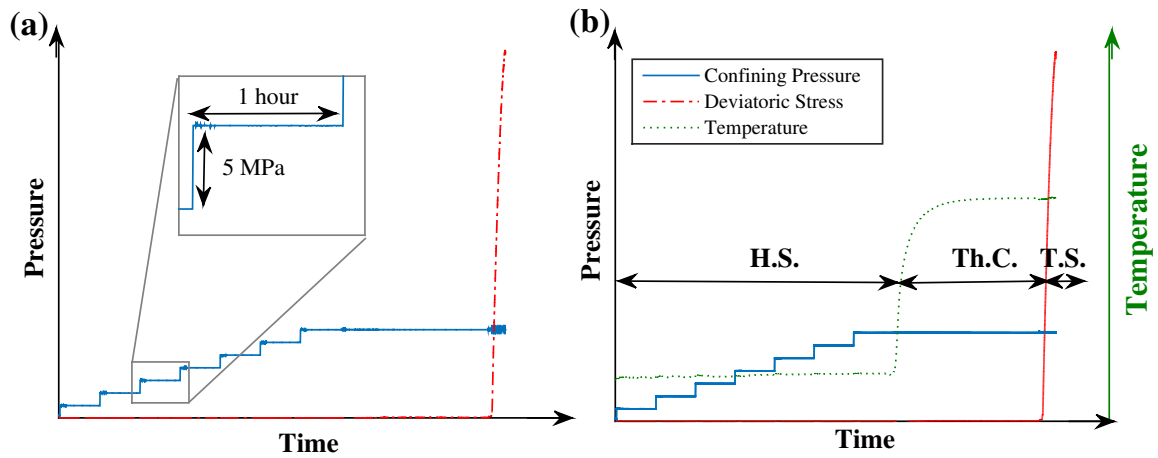 (a)
1 hour
5 MPa
Pressure
Time
(b)
Confining Pressure
Deviatoric Stress
Temperature
H.S.
Th.C.
T.S.
Pressure
Time
Temperature